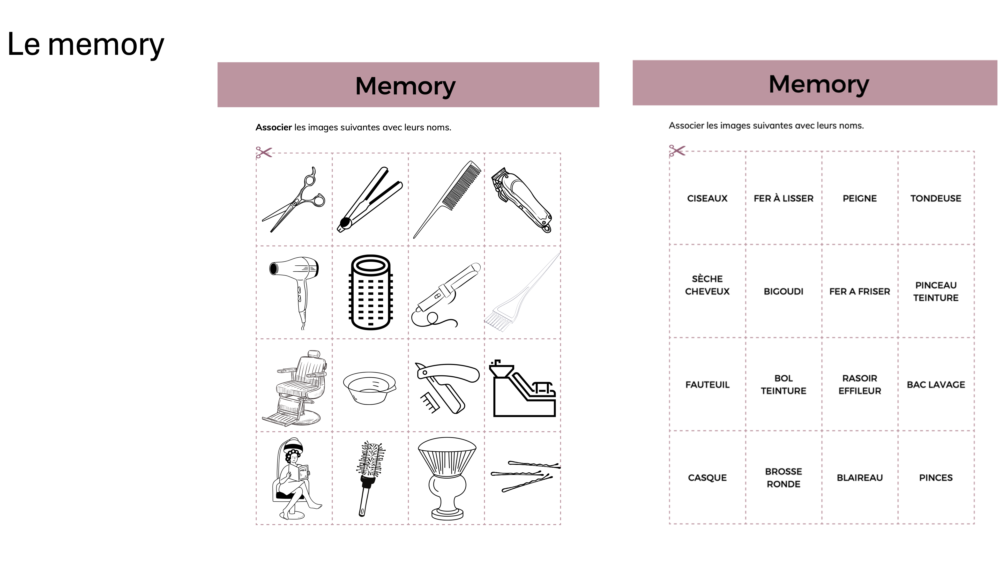 Le memory
Memory
Associer les images suivantes avec leurs noms.
MGZ
Memory
Associer les images suivantes avec leurs noms.
CISEAUX
FER À LISSER
PEIGNE
TONDEUSE
SÈCHE
CHEVEUX
BIGOUDI
FER A FRISER
PINCEAU
TEINTURE
FAUTEUIL
BOL
TEINTURE
RASOIR
EFFILEUR
BAC LAVAGE
CASQUE
BROSSE
RONDE
BLAIREAU
PINCES